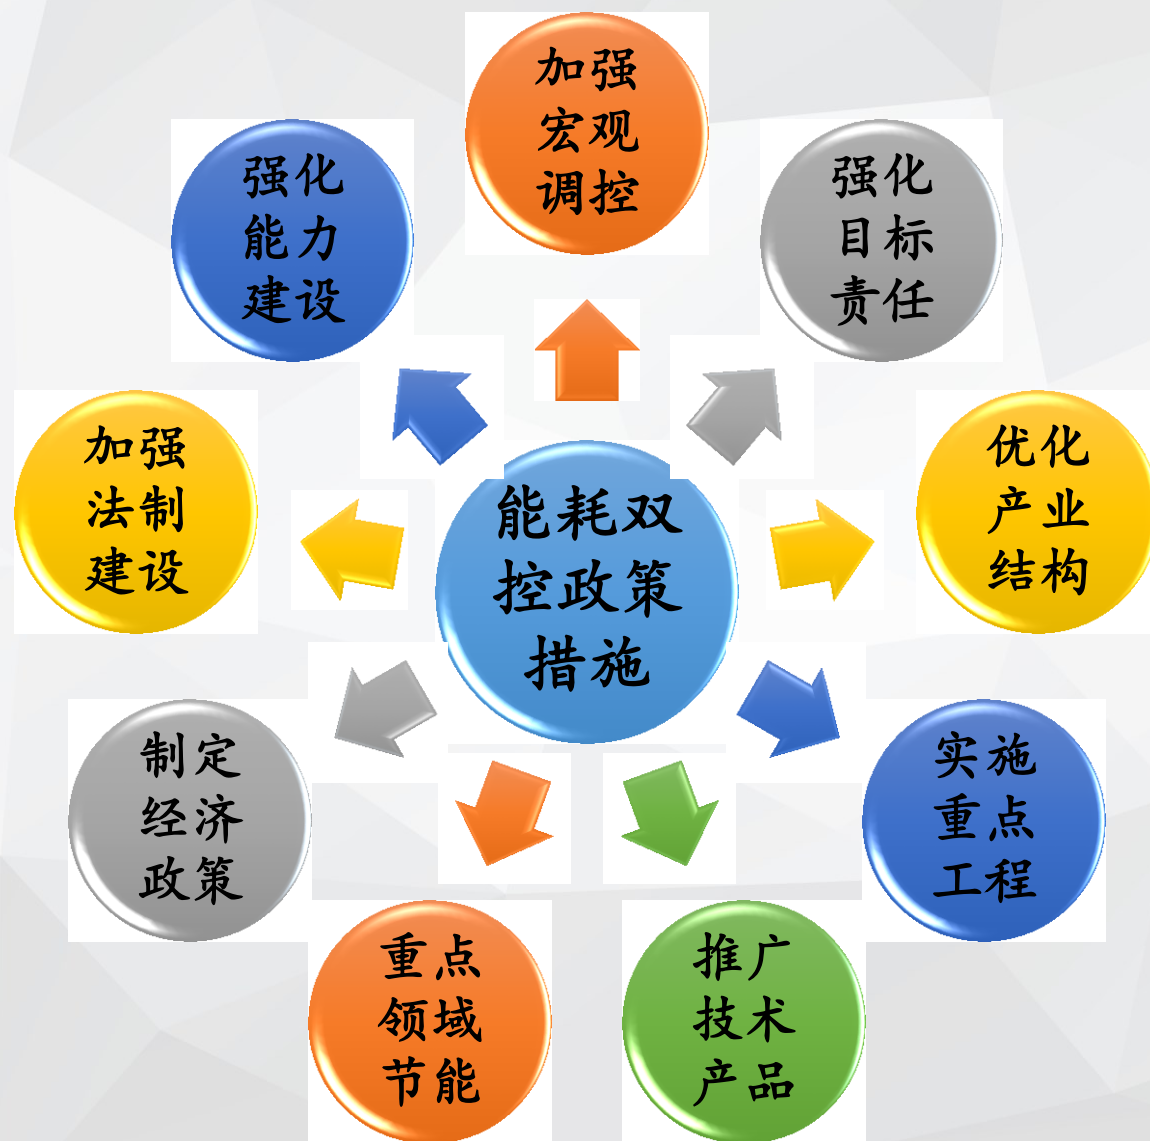 加强
宏观
调控
强化
目标
责任
优化
产业
结构
实施
重点
工程
推广
技术
产品
重点
领域
节能
制定
经济
政策
加强
法制
建设
强化
能力
建设
能耗双
控政策
措施